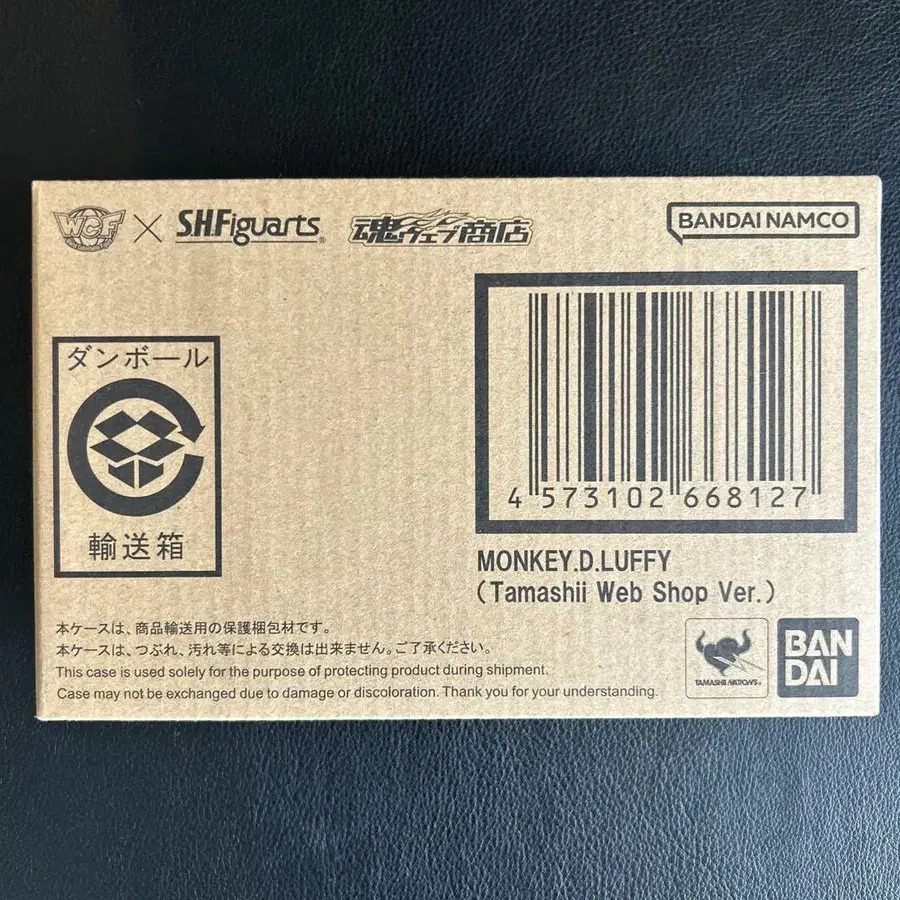 WCF × S.H.Figuarts® 魂ウェブ商店
BANDAI NAMCO
ダンボール
輸送箱
4 573102 668127
MONKEY.D.LUFFY
(Tamashii Web Shop Ver.)
本ケースは、商品輸送用の保護梱包材です。
本ケースは、つぶれ、汚れ等による交換は出来ません。ご了承ください。
This case is used solely for the purpose of protecting product during shipment.
Case may not be exchanged due to damage or discoloration. Thank you for your understanding.
TAMASHII NATIONS®
BAN
DAI